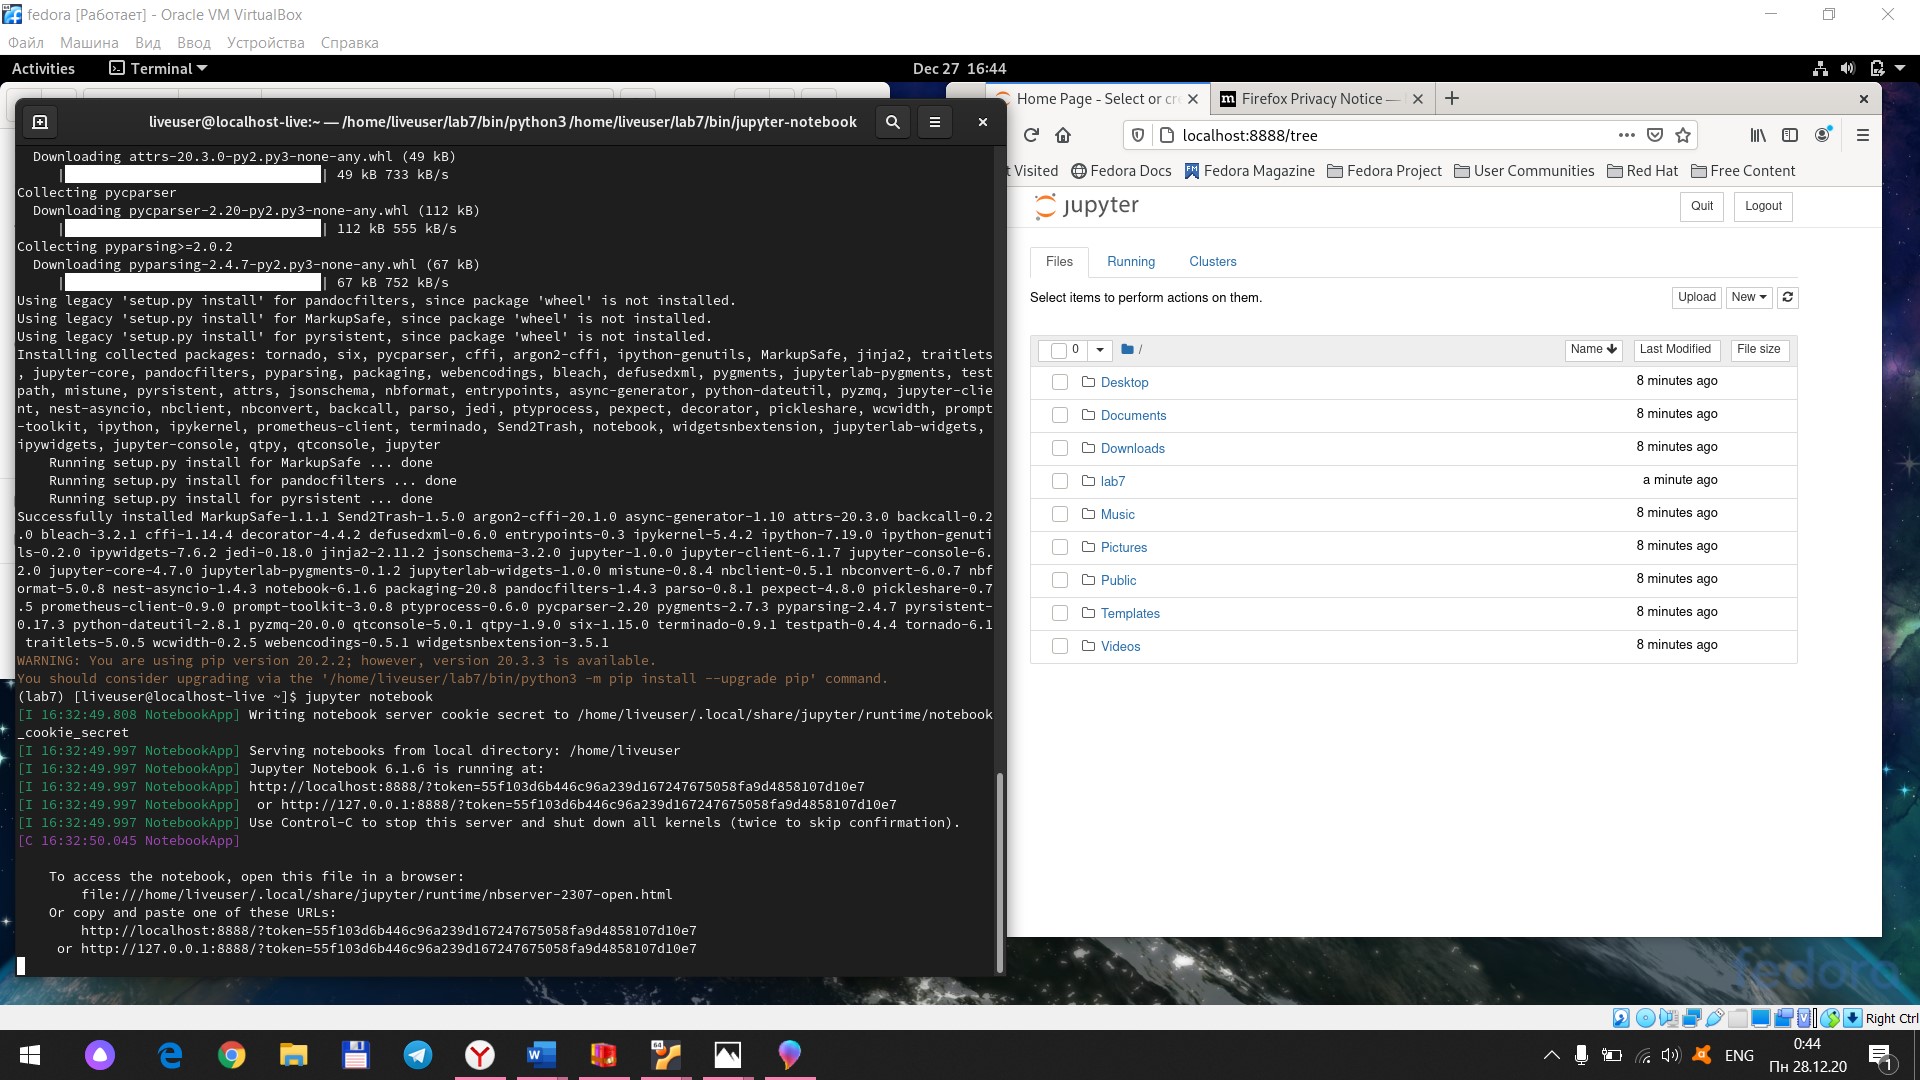 fedora [Работает] - Oracle VM VirtualBox
Файл Машина Вид Ввод Устройства Справка
Activities Terminal Dec 27 16:44
liveuser@localhost-live:~ — /home/liveuser/lab7/bin/python3 /home/liveuser/lab7/bin/jupyter-notebook
Downloading attrs-20.3.0-py2.py3-none-any.whl (49 kB)
| | 49 kB 733 kB/s
Collecting pycparser
Downloading pycparser-2.20-py2.py3-none-any.whl (112 kB)
| | 112 kB 555 kB/s
Collecting pyparsing>=2.0.2
Downloading pyparsing-2.4.7-py2.py3-none-any.whl (67 kB)
| | 67 kB 752 kB/s
Using legacy 'setup.py install' for pandocfilters, since package 'wheel' is not installed.
Using legacy 'setup.py install' for MarkupSafe, since package 'wheel' is not installed.
Using legacy 'setup.py install' for pyrsistent, since package 'wheel' is not installed.
Installing collected packages: tornado, six, pycparser, cffi, argon2-cffi, ipython-genutils, MarkupSafe, jinja2, traitlets
, jupyter-core, pandocfilters, pyparsing, packaging, webencodings, bleach, defusedxml, pygments, jupyterlab-pygments, test
path, mistune, pyrsistent, attrs, jsonschema, nbformat, entrypoints, async-generator, python-dateutil, pyzmq, jupyter-clie
nt, nest-asyncio, nbclient, nbconvert, backcall, parso, jedi, ptyprocess, pexpect, decorator, pickleshare, wcwidth, prompt
-toolkit, ipython, ipykernel, prometheus-client, terminado, Send2Trash, notebook, widgetsnbextension, jupyterlab-widgets,
ipywidgets, jupyter-console, qtpy, qtconsole, jupyter
Running setup.py install for MarkupSafe ... done
Running setup.py install for pandocfilters ... done
Running setup.py install for pyrsistent ... done
Successfully installed MarkupSafe-1.1.1 Send2Trash-1.5.0 argon2-cffi-20.1.0 async-generator-1.10 attrs-20.3.0 backcall-0.2
.0 bleach-3.2.1 cffi-1.14.4 decorator-4.4.2 defusedxml-0.6.0 entrypoints-0.3 ipykernel-5.4.2 ipython-7.19.0 ipython-genuti
ls-0.2.0 ipywidgets-7.6.2 jedi-0.18.0 jinja2-2.11.2 jsonschema-3.2.0 jupyter-1.0.0 jupyter-client-6.1.7 jupyter-console-6.
2.0 jupyter-core-4.7.0 jupyterlab-pygments-0.1.2 jupyterlab-widgets-1.0.0 mistune-0.8.4 nbclient-0.5.1 nbconvert-6.0.7 nbf
ormat-5.0.8 nest-asyncio-1.4.3 notebook-6.1.6 packaging-20.8 pandocfilters-1.4.3 parso-0.8.1 pexpect-4.8.0 pickleshare-0.7
.5 prometheus-client-0.9.0 prompt-toolkit-3.0.8 ptyprocess-0.6.0 pycparser-2.20 pygments-2.7.3 pyparsing-2.4.7 pyrsistent-
0.17.3 python-dateutil-2.8.1 pyzmq-20.0.0 qtconsole-5.0.1 qtpy-1.9.0 six-1.15.0 terminado-0.9.1 testpath-0.4.4 tornado-6.1
traitlets-5.0.5 wcwidth-0.2.5 webencodings-0.5.1 widgetsnbextension-3.5.1
WARNING: You are using pip version 20.2.2; however, version 20.3.3 is available.
You should consider upgrading via the '/home/liveuser/lab7/bin/python3 -m pip install --upgrade pip' command.
(lab7) [liveuser@localhost-live ~]$ jupyter notebook
[I 16:32:49.808 NotebookApp] Writing notebook server cookie secret to /home/liveuser/.local/share/jupyter/runtime/notebook
_cookie_secret
[I 16:32:49.997 NotebookApp] Serving notebooks from local directory: /home/liveuser
[I 16:32:49.997 NotebookApp] Jupyter Notebook 6.1.6 is running at:
[I 16:32:49.997 NotebookApp] http://localhost:8888/?token=55f103d6b446c96a239d167247675058fa9d4858107d10e7
[I 16:32:49.997 NotebookApp] or http://127.0.0.1:8888/?token=55f103d6b446c96a239d167247675058fa9d4858107d10e7
[I 16:32:49.997 NotebookApp] Use Control-C to stop this server and shut down all kernels (twice to skip confirmation).
[C 16:32:50.045 NotebookApp]
To access the notebook, open this file in a browser:
file:///home/liveuser/.local/share/jupyter/runtime/nbserver-2307-open.html
Or copy and paste one of these URLs:
http://localhost:8888/?token=55f103d6b446c96a239d167247675058fa9d4858107d10e7
or http://127.0.0.1:8888/?token=55f103d6b446c96a239d167247675058fa9d4858107d10e7
Home Page - Select or cre Firefox Privacy Notice —
localhost:8888/tree
t Visited Fedora Docs Fedora Magazine Fedora Project User Communities Red Hat Free Content
jupyter Quit Logout
Files Running Clusters
Select items to perform actions on them. Upload New
0 / Name Last Modified File size
Desktop 8 minutes ago
Documents 8 minutes ago
Downloads 8 minutes ago
lab7 a minute ago
Music 8 minutes ago
Pictures 8 minutes ago
Public 8 minutes ago
Templates 8 minutes ago
Videos 8 minutes ago
fedora
Right Ctrl
ENG 0:44
Пн 28.12.20
1